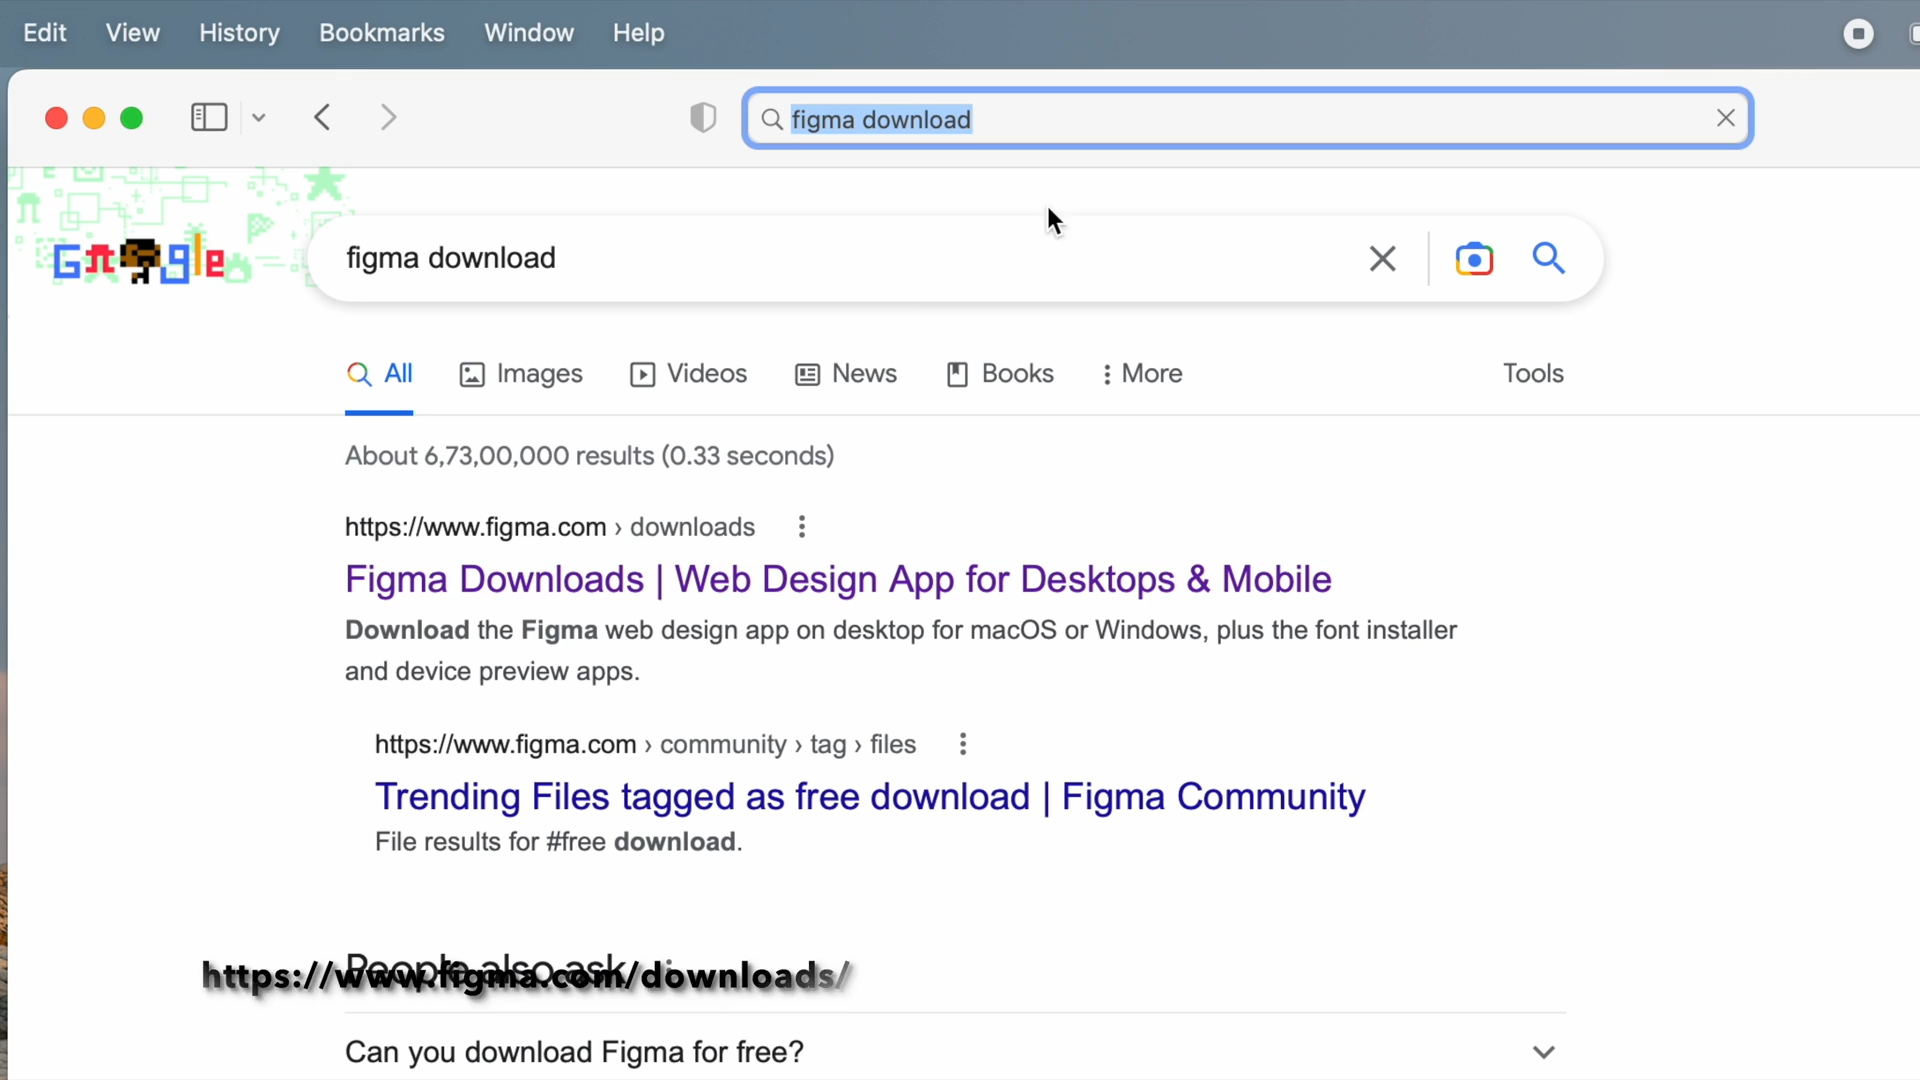 Edit View History Bookmarks Window Help
figma download
Google figma download
All Images Videos News Books More Tools
About 6,73,00,000 results (0.33 seconds)
https://www.figma.com › downloads
Figma Downloads | Web Design App for Desktops & Mobile
Download the Figma web design app on desktop for macOS or Windows, plus the font installer
and device preview apps.
https://www.figma.com › community › tag › files
Trending Files tagged as free download | Figma Community
File results for #free download.
People also ask
https://www.figma.com/downloads/
Can you download Figma for free?